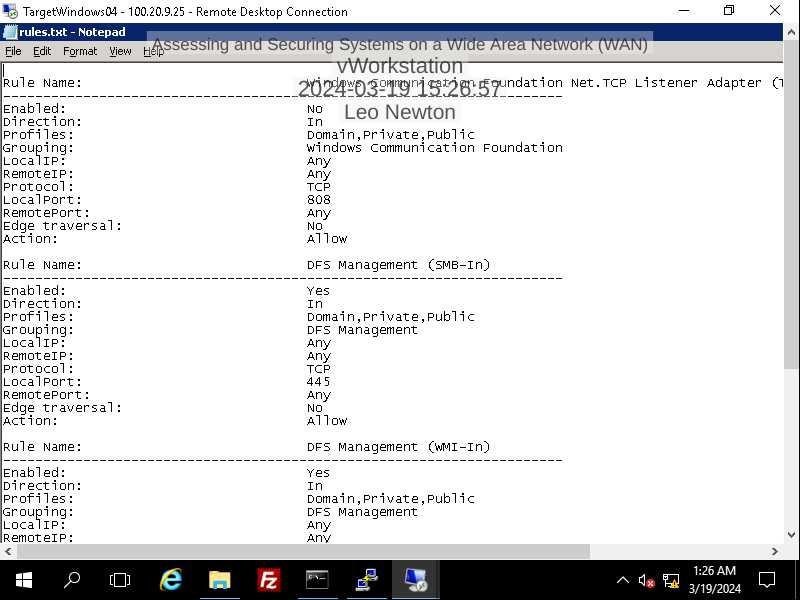 TargetWindows04 - 100.20.9.25 - Remote Desktop Connection
rules.txt - Notepad
File Edit Format View Help
Assessing and Securing Systems on a Wide Area Network (WAN)
vWorkstation
2024-03-19 15:26:57
Leo Newton
Rule Name: Windows Communication Foundation Net.TCP Listener Adapter (T
----------------------------------------------------------------------
Enabled: No
Direction: In
Profiles: Domain,Private,Public
Grouping: Windows Communication Foundation
LocalIP: Any
RemoteIP: Any
Protocol: TCP
LocalPort: 808
RemotePort: Any
Edge traversal: No
Action: Allow
Rule Name: DFS Management (SMB-In)
----------------------------------------------------------------------
Enabled: Yes
Direction: In
Profiles: Domain,Private,Public
Grouping: DFS Management
LocalIP: Any
RemoteIP: Any
Protocol: TCP
LocalPort: 445
RemotePort: Any
Edge traversal: No
Action: Allow
Rule Name: DFS Management (WMI-In)
----------------------------------------------------------------------
Enabled: Yes
Direction: In
Profiles: Domain,Private,Public
Grouping: DFS Management
LocalIP: Any
RemoteIP: Any
1:26 AM
3/19/2024